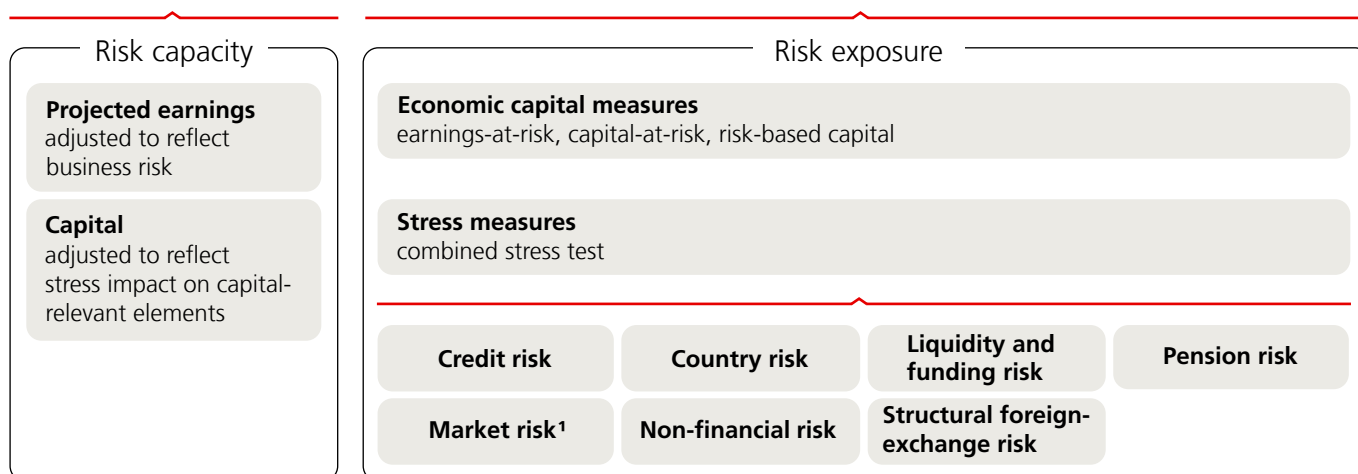 Risk capacity
Projected earnings
adjusted to reflect
business risk
Capital
adjusted to reflect
stress impact on capital-
relevant elements
Risk exposure
Economic capital measures
earnings-at-risk, capital-at-risk, risk-based capital
Stress measures
combined stress test
Credit risk
Country risk
Liquidity and
funding risk
Pension risk
Market risk¹
Non-financial risk
Structural foreign-
exchange risk